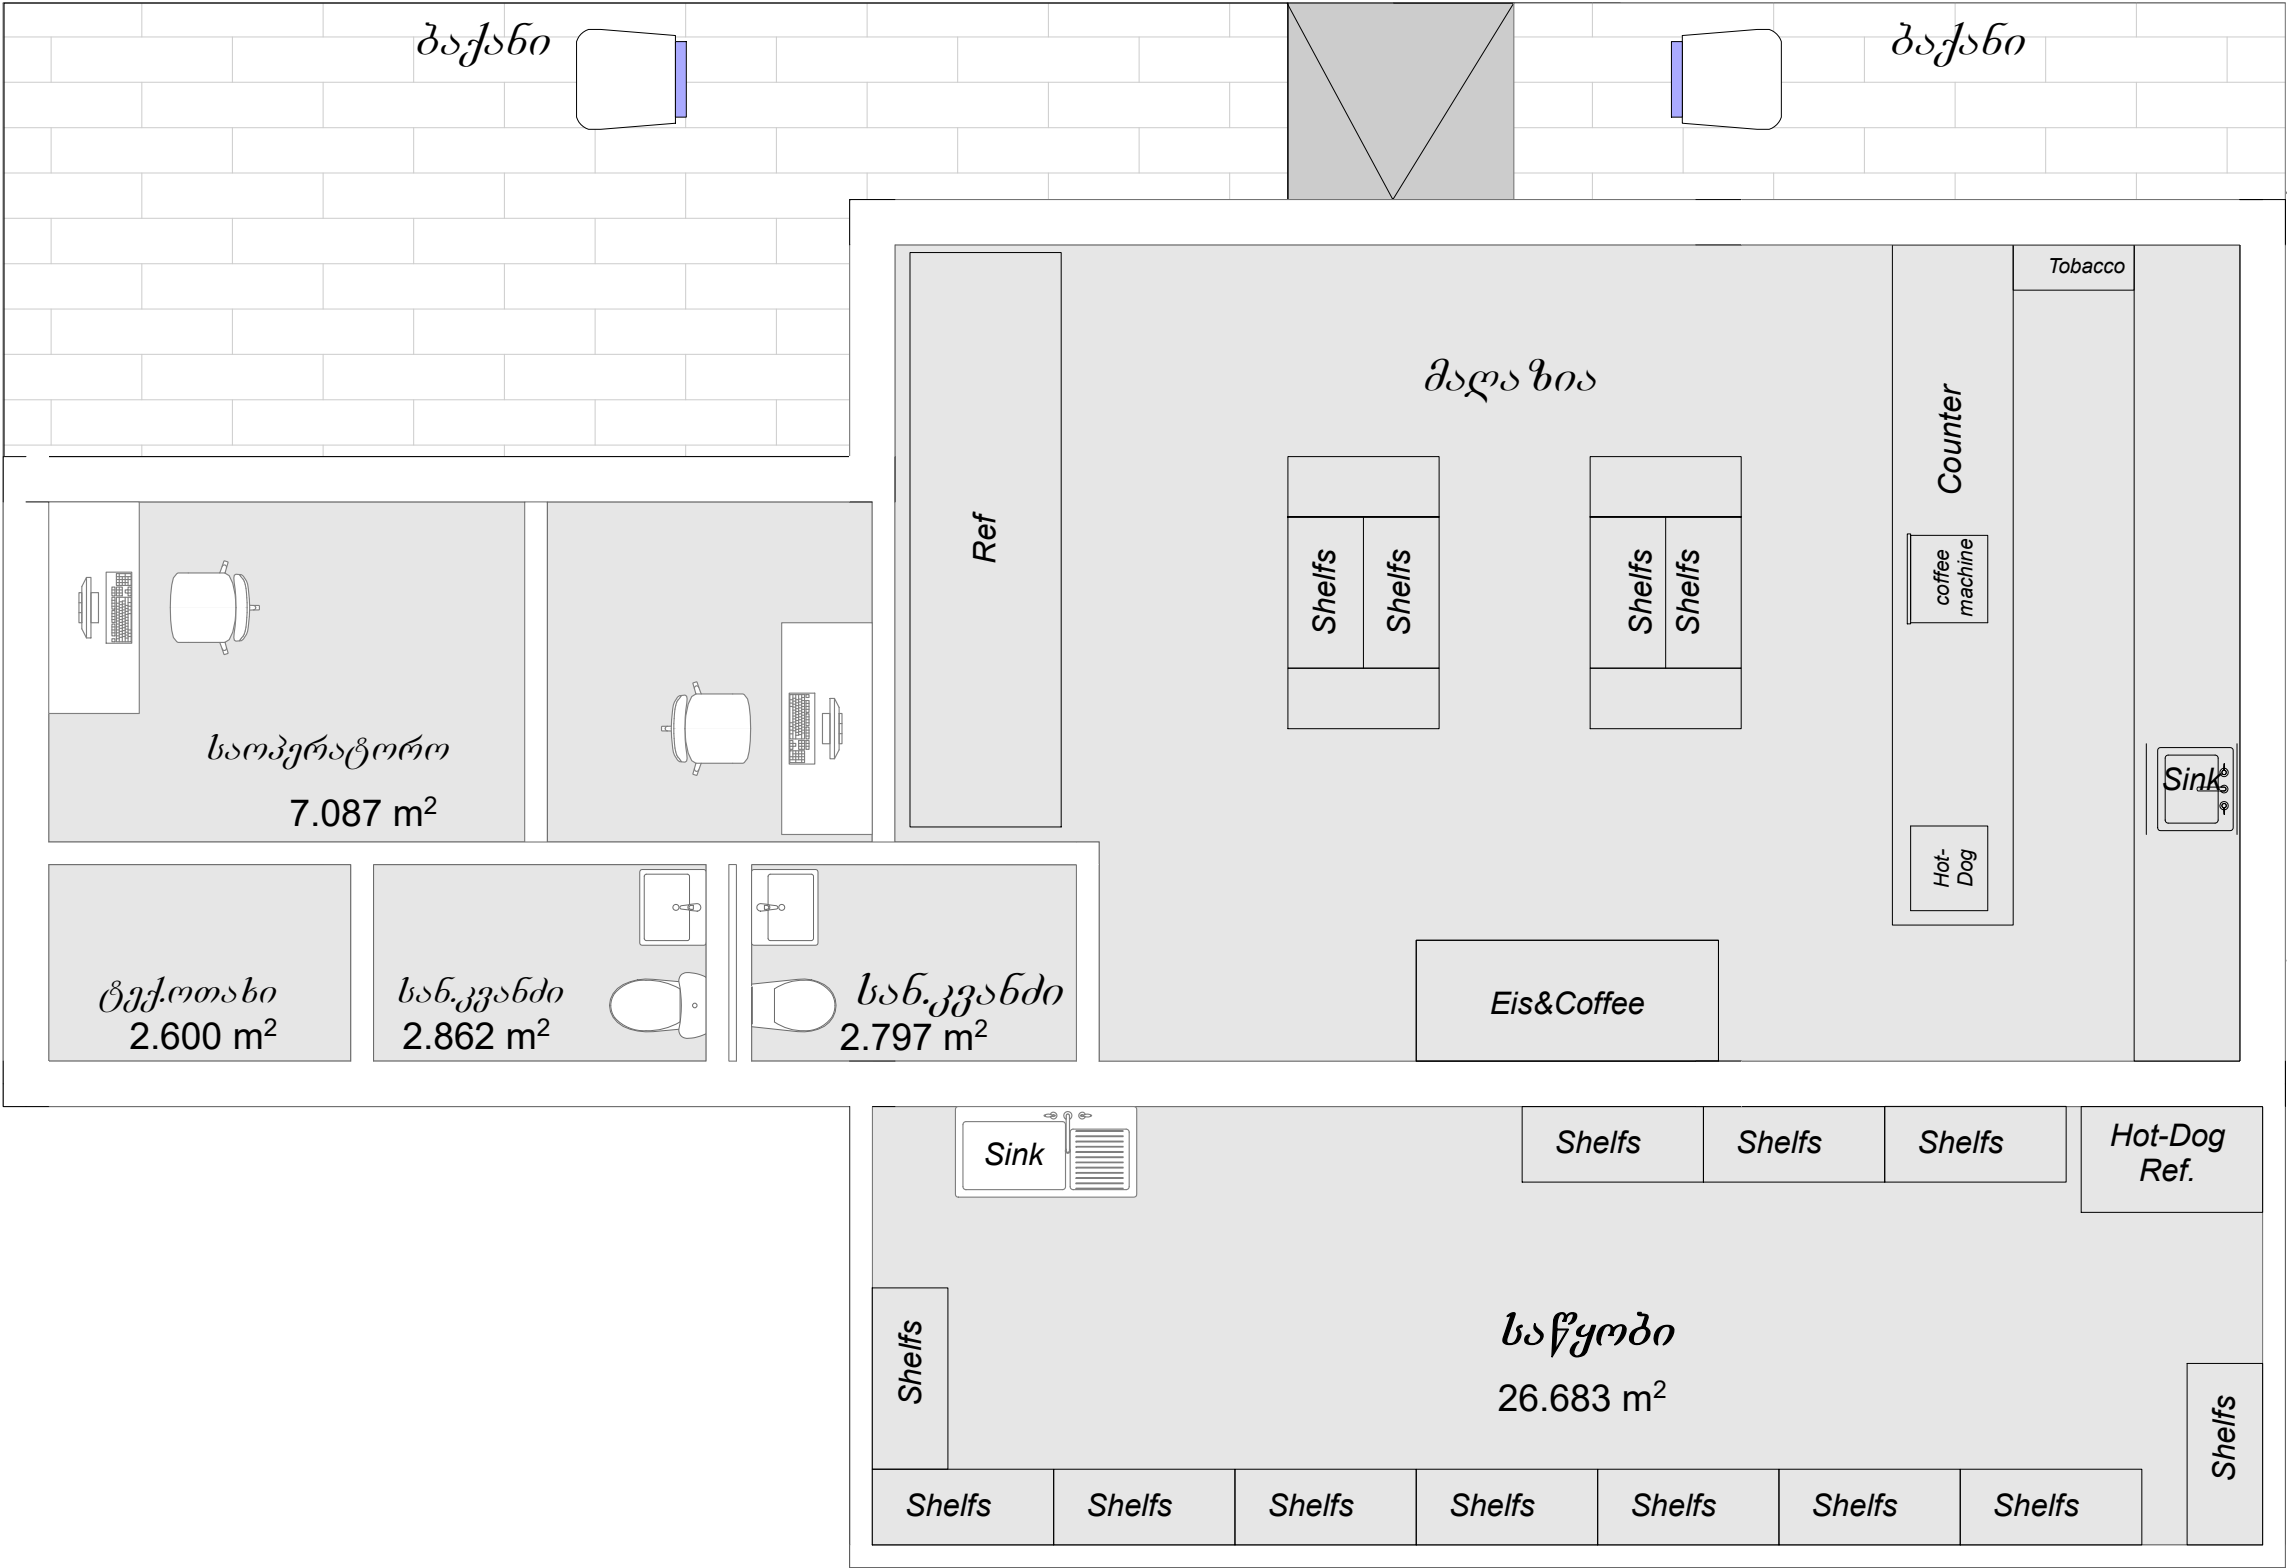 ბაქანი
ბაქანი
Tobacco
მაღაზია
Counter
Ref
Shelfs
Shelfs
Shelfs
Shelfs
coffee
machine
საოპერატორო
7.087 m²
Sink
Hot-
Dog
ტექ.ოთახი
2.600 m²
სან.კვანძი
2.862 m²
სან.კვანძი
2.797 m²
Eis&Coffee
Sink
Shelfs
Shelfs
Shelfs
Hot-Dog
Ref.
Shelfs
საწყობი
26.683 m²
Shelfs
Shelfs
Shelfs
Shelfs
Shelfs
Shelfs
Shelfs
Shelfs